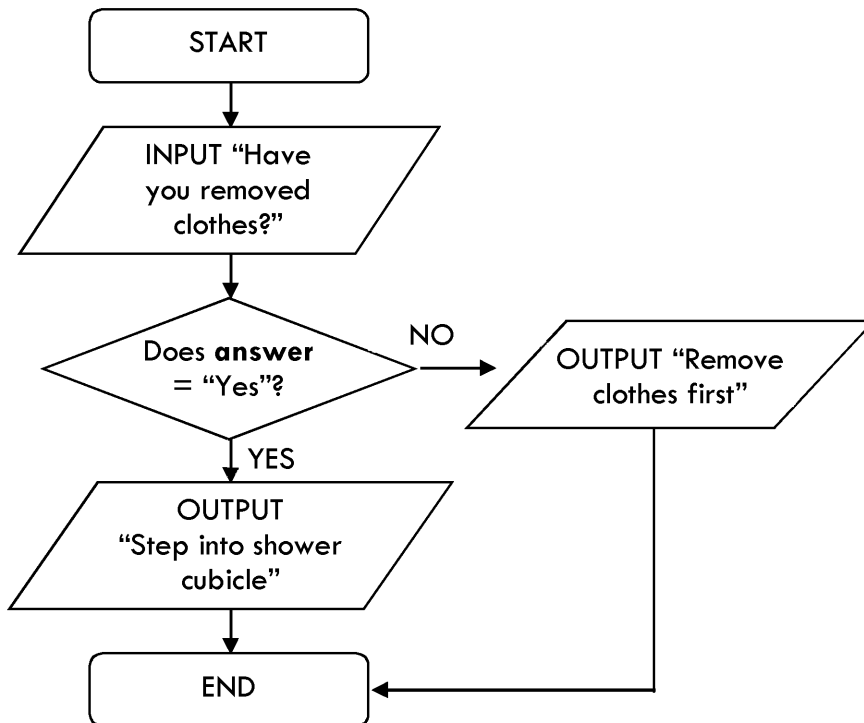 START
INPUT “Have
you removed
clothes?”
Does answer
= “Yes”?
NO
OUTPUT “Remove
clothes first”
YES
OUTPUT
“Step into shower
cubicle”
END